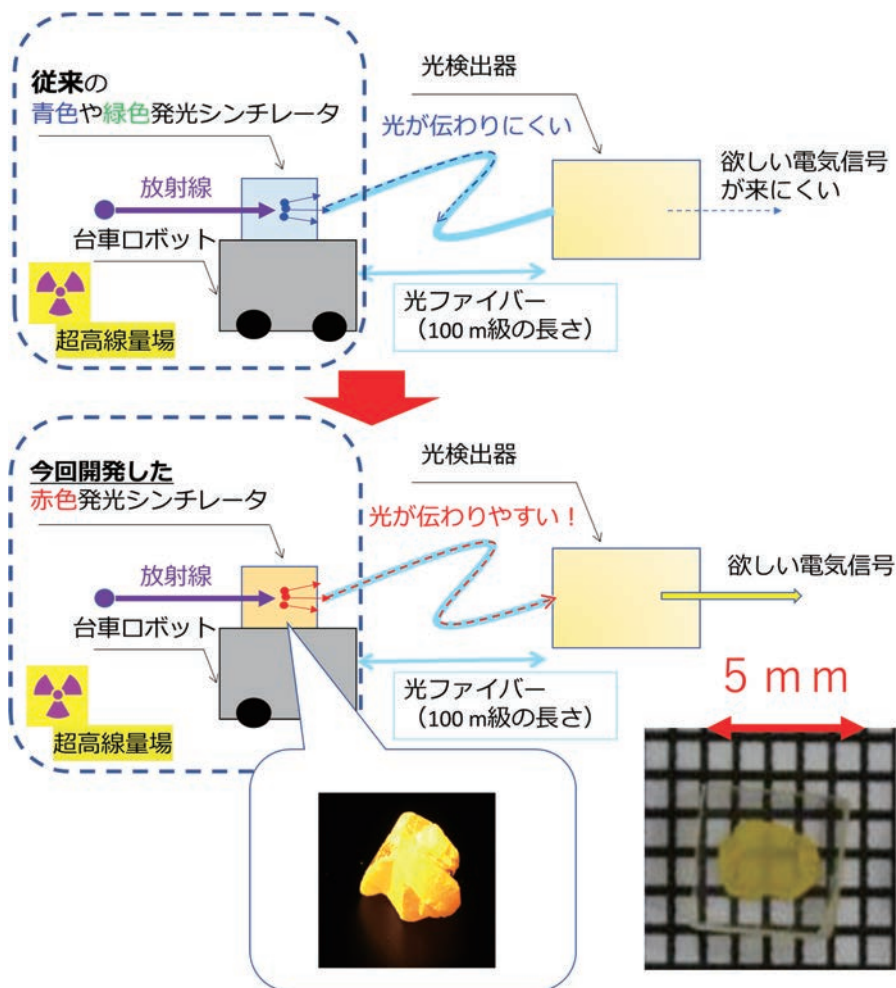 従来の
青色や緑色発光シンチレータ
光検出器
光が伝わりにくい
欲しい電気信号
が来にくい
放射線
台車ロボット
光ファイバー
（100 m級の長さ）
超高線量場
今回開発した
赤色発光シンチレータ
光検出器
光が伝わりやすい！
欲しい電気信号
放射線
台車ロボット
光ファイバー
（100 m級の長さ）
超高線量場
5 mm